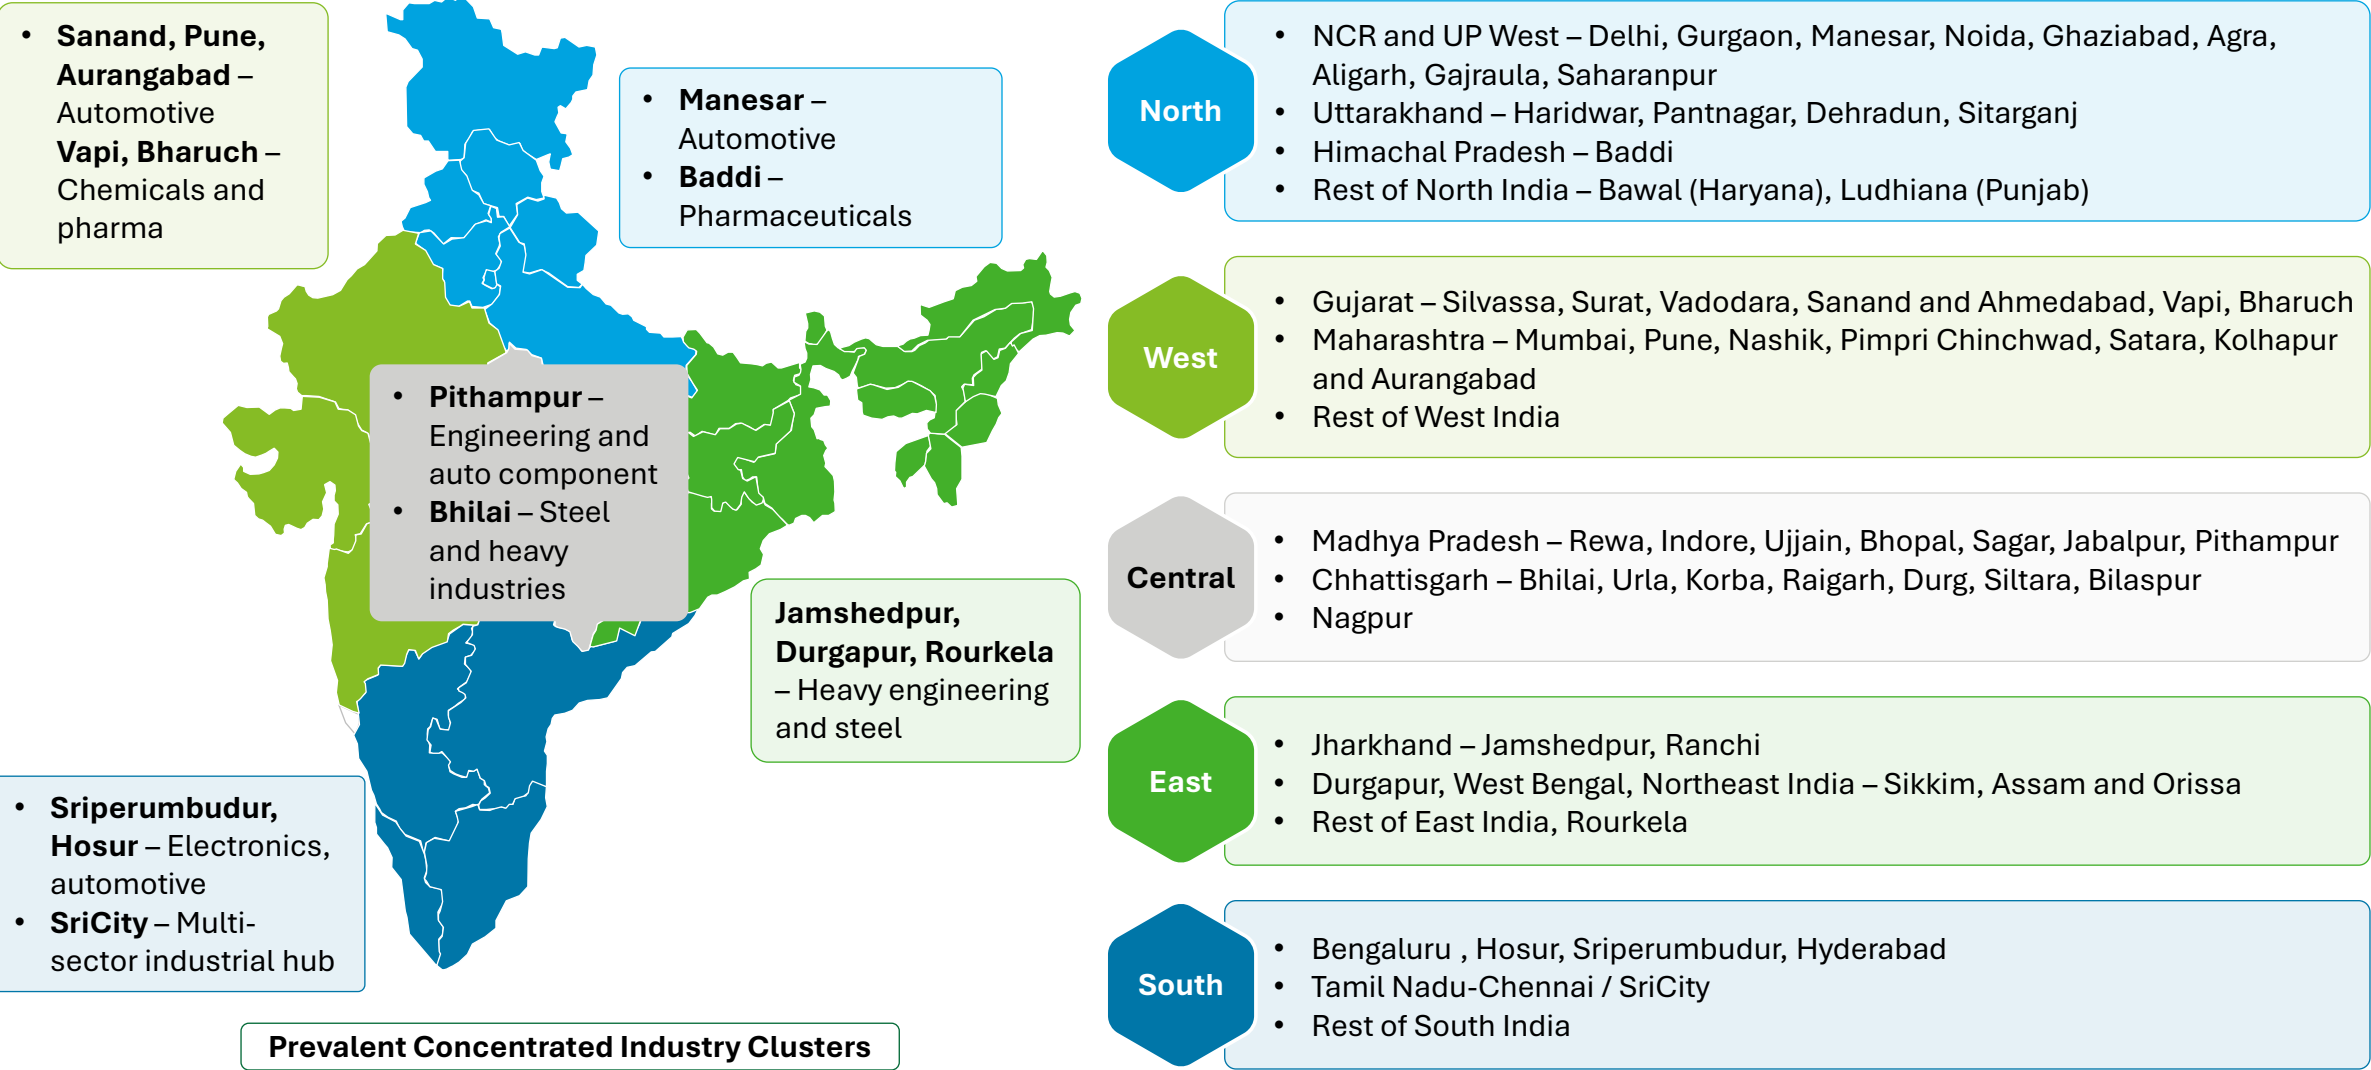 • Sanand, Pune,
Aurangabad –
Automotive
Vapi, Bharuch –
Chemicals and
pharma
• Manesar –
Automotive
• Baddi –
Pharmaceuticals
• Pithampur –
Engineering and
auto component
• Bhilai – Steel
and heavy
industries
Jamshedpur,
Durgapur, Rourkela
– Heavy engineering
and steel
• Sriperumbudur,
Hosur – Electronics,
automotive
• SriCity – Multi-
sector industrial hub
Prevalent Concentrated Industry Clusters
North
• NCR and UP West – Delhi, Gurgaon, Manesar, Noida, Ghaziabad, Agra,
Aligarh, Gajraula, Saharanpur
• Uttarakhand – Haridwar, Pantnagar, Dehradun, Sitarganj
• Himachal Pradesh – Baddi
• Rest of North India – Bawal (Haryana), Ludhiana (Punjab)
West
• Gujarat – Silvassa, Surat, Vadodara, Sanand and Ahmedabad, Vapi, Bharuch
• Maharashtra – Mumbai, Pune, Nashik, Pimpri Chinchwad, Satara, Kolhapur
and Aurangabad
• Rest of West India
Central
• Madhya Pradesh – Rewa, Indore, Ujjain, Bhopal, Sagar, Jabalpur, Pithampur
• Chhattisgarh – Bhilai, Urla, Korba, Raigarh, Durg, Siltara, Bilaspur
• Nagpur
East
• Jharkhand – Jamshedpur, Ranchi
• Durgapur, West Bengal, Northeast India – Sikkim, Assam and Orissa
• Rest of East India, Rourkela
South
• Bengaluru , Hosur, Sriperumbudur, Hyderabad
• Tamil Nadu-Chennai / SriCity
• Rest of South India